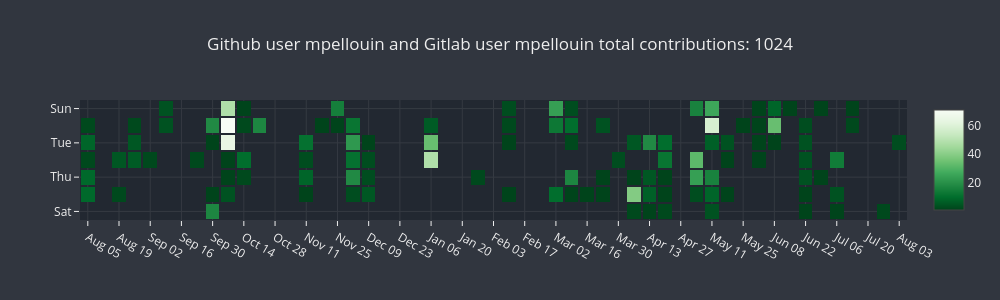 Github user mpellouin and Gitlab user mpellouin total contributions: 1024
Sun
Tue
Thu
Sat
60
40
20
Aug 05
Aug 19
Sep 02
Sep 16
Sep 30
Oct 14
Oct 28
Nov 11
Nov 25
Dec 09
Dec 23
Jan 06
Jan 20
Feb 03
Feb 17
Mar 02
Mar 16
Mar 30
Apr 13
Apr 27
May 11
May 25
Jun 08
Jun 22
Jul 06
Jul 20
Aug 03